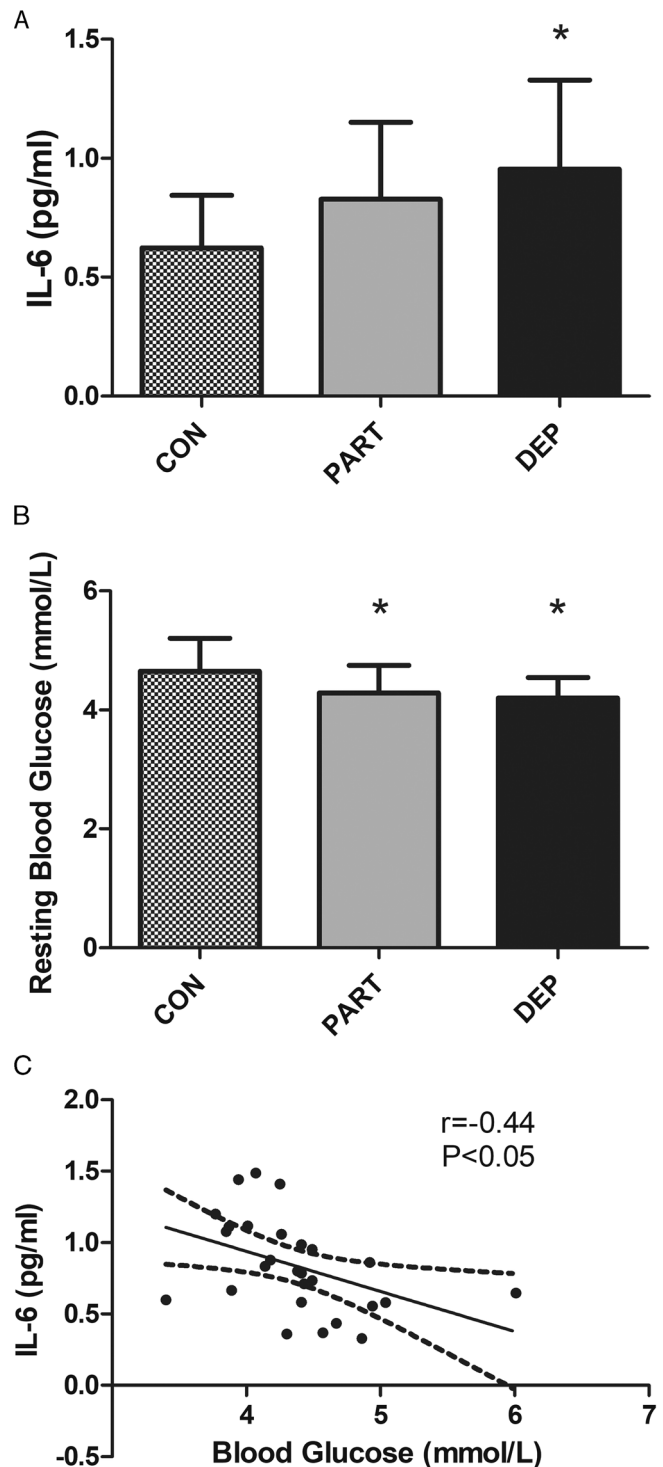 A
*
1.5
1.0
0.5
0.0
IL-6 (pg/ml)
CON
PART
DEP
B
* *
6
4
2
0
Resting Blood Glucose (mmol/L)
CON
PART
DEP
C
r=-0.44
P<0.05
2.0
1.5
1.0
0.5
0.0
-0.5
IL-6 (pg/ml)
4 5 6 7
Blood Glucose (mmol/L)